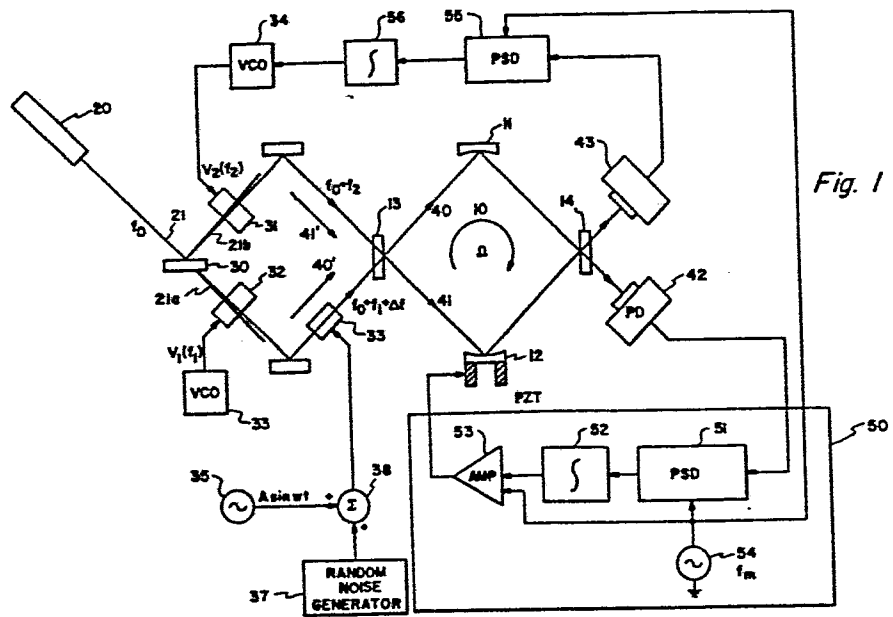 34
56
55
VCO
∫
PSD
20
11
43
Fig. 1
V₂(f₂)
f₀+f₂
13
40
14
31
10
f₀
21
41'
Ω
21b
30
32
40'
42
21a
41
f₀+f₁+Δf
PD
33
12
V₁(f₁)
VCO
33
PZT
53
52
51
50
35
38
AMP
∫
PSD
A sin wt
+
Σ
+
54
fm
37
RANDOM
NOISE
GENERATOR